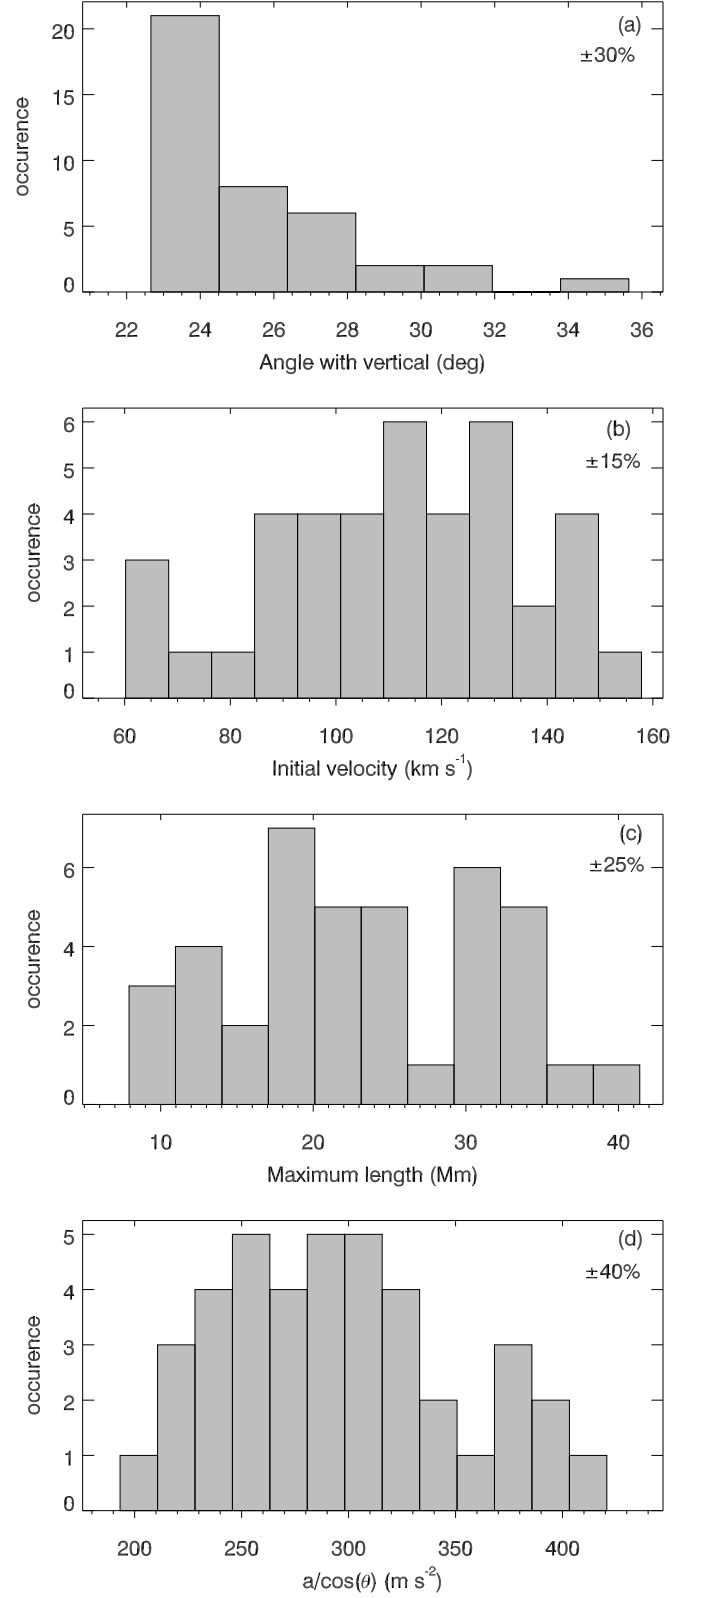 (a)
±30%
20
15
10
5
0
occurence
22 24 26 28 30 32 34 36
Angle with vertical (deg)
(b)
±15%
6
5
4
3
2
1
0
occurence
60 80 100 120 140 160
Initial velocity (km s⁻¹)
(c)
±25%
6
4
2
0
occurence
10 20 30 40
Maximum length (Mm)
(d)
±40%
5
4
3
2
1
0
occurence
200 250 300 350 400
a/cos(θ) (m s⁻²)